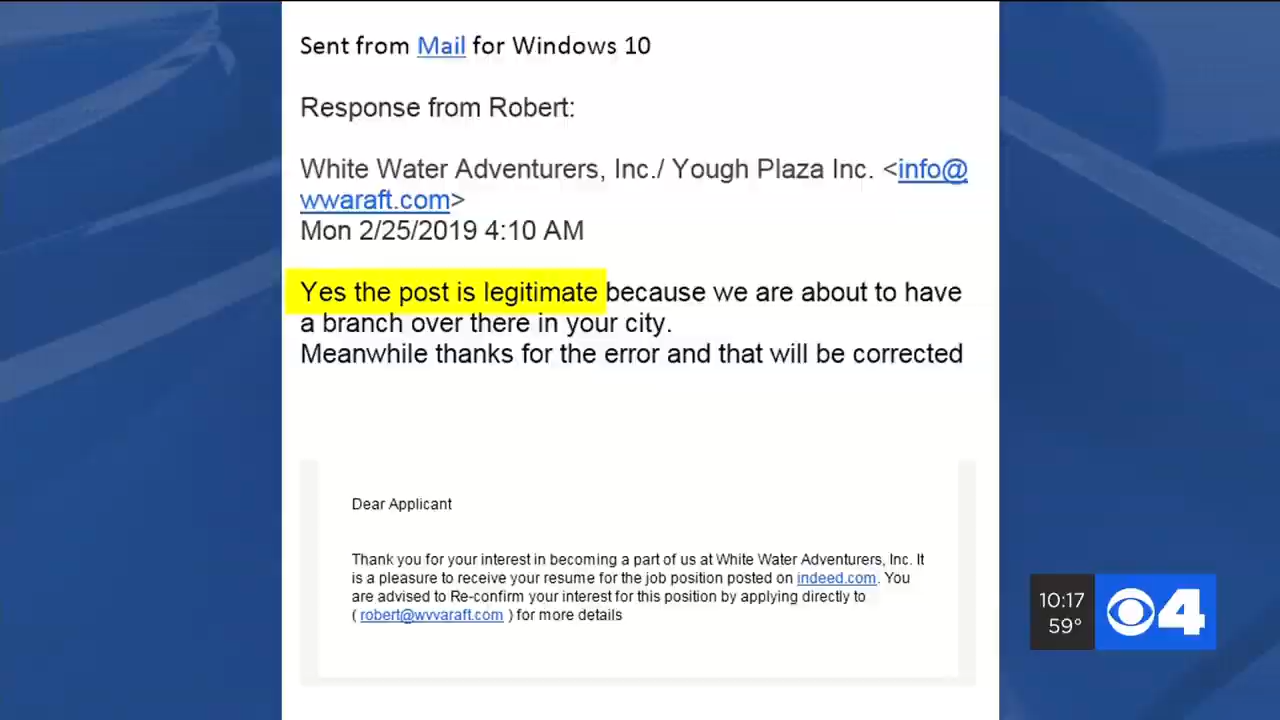 Sent from Mail for Windows 10
Response from Robert:
White Water Adventurers, Inc./ Yough Plaza Inc. <info@
wwaraft.com>
Mon 2/25/2019 4:10 AM
Yes the post is legitimate because we are about to have
a branch over there in your city.
Meanwhile thanks for the error and that will be corrected
Dear Applicant
Thank you for your interest in becoming a part of us at White Water Adventurers, Inc. It
is a pleasure to receive your resume for the job position posted on indeed.com. You
are advised to Re-confirm your interest for this position by applying directly to
( robert@wvvaraft.com ) for more details
10:17
59°
4